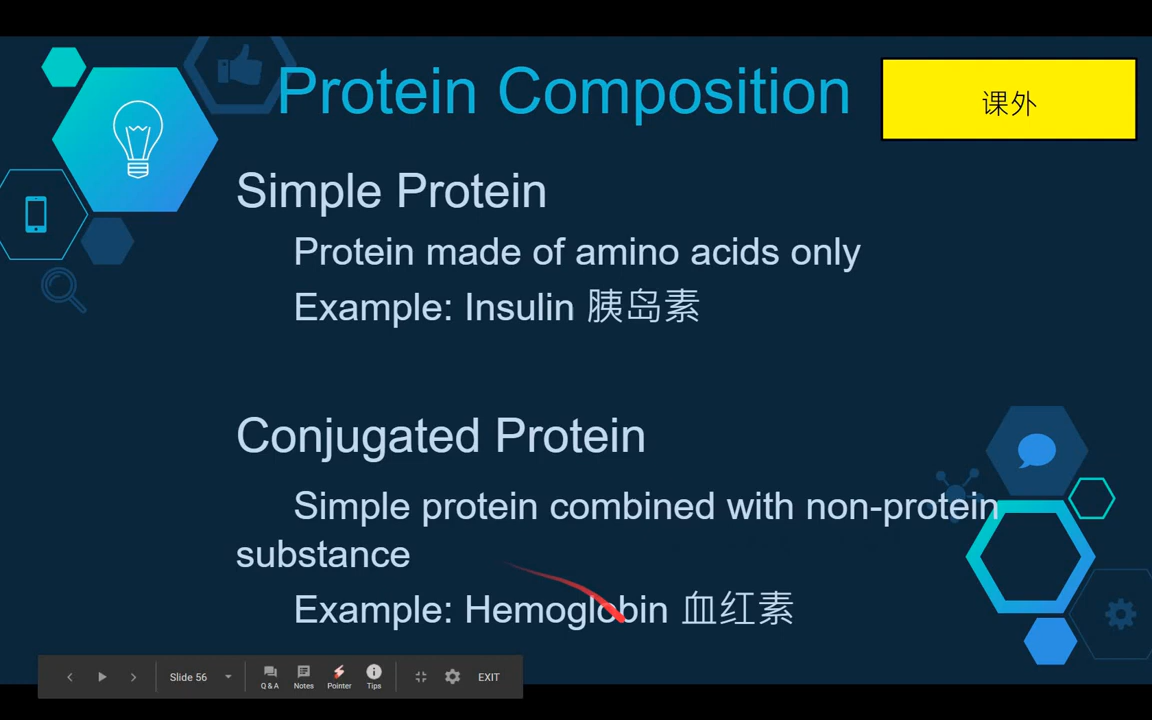 Protein Composition
课外
Simple Protein
Protein made of amino acids only
Example: Insulin 胰岛素
Conjugated Protein
Simple protein combined with non-protein
substance
Example: Hemoglobin 血红素
Slide 56
Q & A
Notes
Pointer
Tips
EXIT